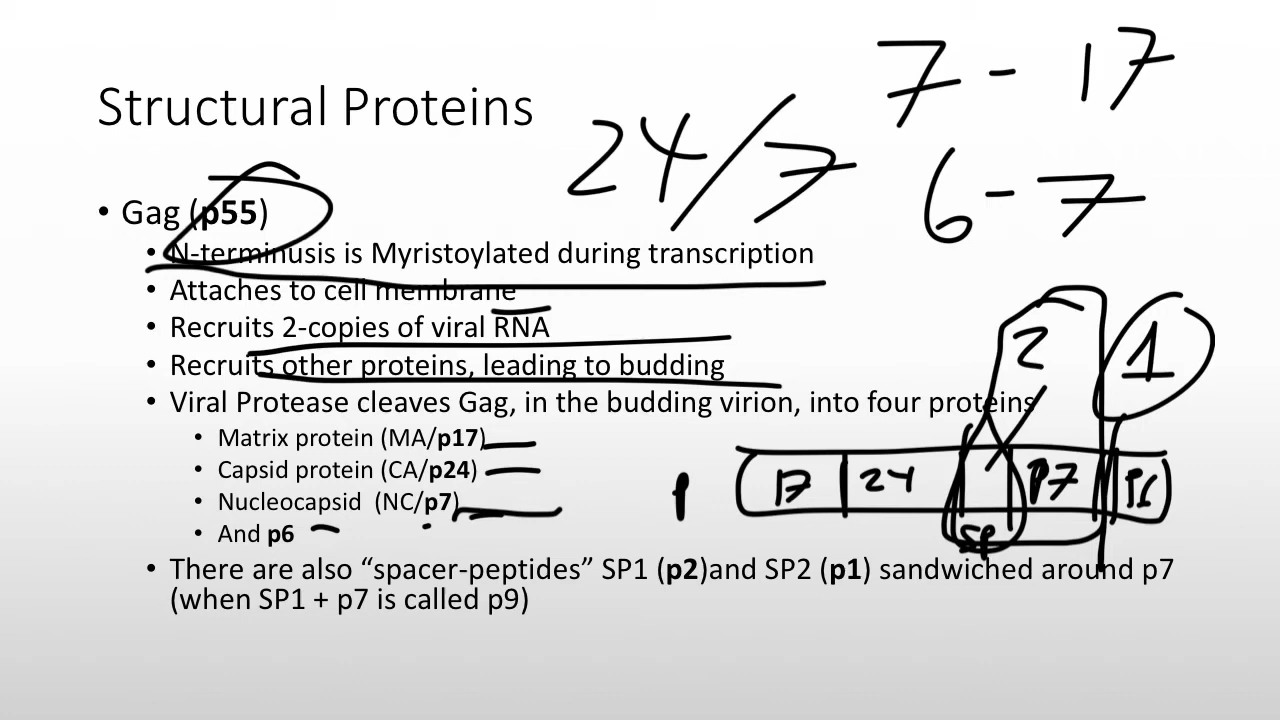 7 - 17
Structural Proteins
24/7
6 - 7
• Gag (p55)
• N-terminusis is Myristoylated during transcription
• Attaches to cell membrane
• Recruits 2-copies of viral RNA
• Recruits other proteins, leading to budding
2
1
• Viral Protease cleaves Gag, in the budding virion, into four proteins
• Matrix protein (MA/p17)
• Capsid protein (CA/p24)
• Nucleocapsid (NC/p7)
• And p6
P 17 24 P7
SP
• There are also “spacer-peptides” SP1 (p2)and SP2 (p1) sandwiched around p7
(when SP1 + p7 is called p9)